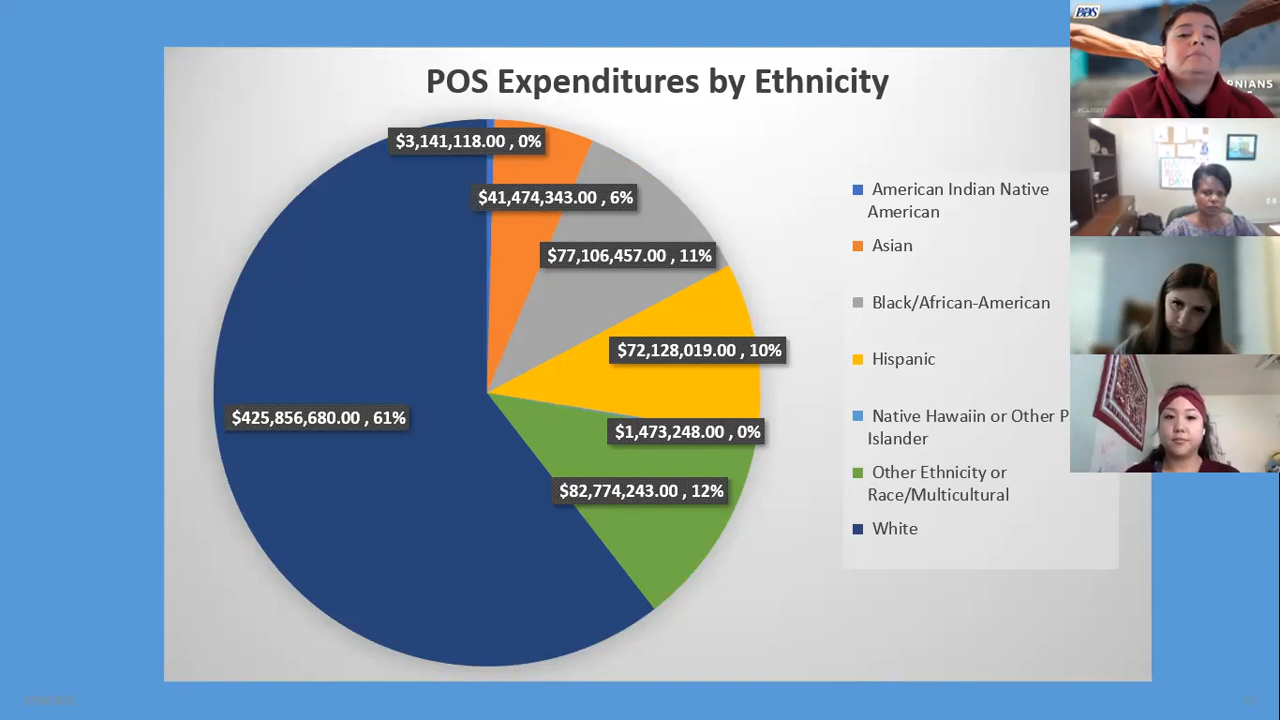 POS Expenditures by Ethnicity
$3,141,118.00 , 0%
$41,474,343.00 , 6%
$77,106,457.00 , 11%
$72,128,019.00 , 10%
$1,473,248.00 , 0%
$82,774,243.00 , 12%
$425,856,680.00 , 61%
American Indian Native
American
Asian
Black/African-American
Hispanic
Native Hawaiin or Other P
Islander
Other Ethnicity or
Race/Multicultural
White
DDS
RNIANS